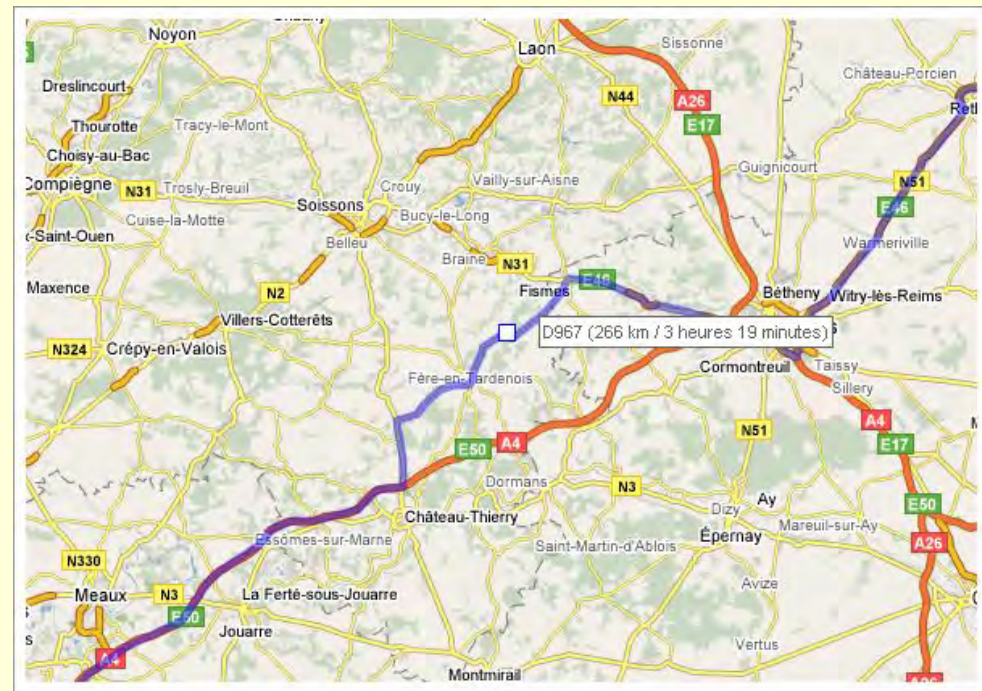 Noyon
Laon
Sissonne
Château-Porcien
Dreslincourt
N44
A26
E17
Thourotte
Tracy-le-Mont
Choisy-au-Bac
Guignicourt
Compiègne
N31
Trosly-Breuil
Crouy
Vailly-sur-Aisne
N51
Cuise-la-Motte
Soissons
Bucy-le-Long
E46
x-Saint-Ouen
Belleu
Braine
N31
Warmeriville
Maxence
N2
Fismes
E46
Bétheny
Witry-lès-Reims
Villers-Cotterêts
D967 (266 km / 3 heures 19 minutes)
s
N324
Crépy-en-Valois
Fère-en-Tardenois
Cormontreuil
Taissy
Sillery
A4
E50
A4
N51
E17
Dormans
N3
Ay
E50
Château-Thierry
Dizy
Mareuil-sur-Ay
Essômes-sur-Marne
Saint-Martin-d'Ablois
Épernay
A26
N330
Avize
Meaux
N3
La Ferté-sous-Jouarre
E50
Jouarre
Vertus
A4
Montmirail
A26